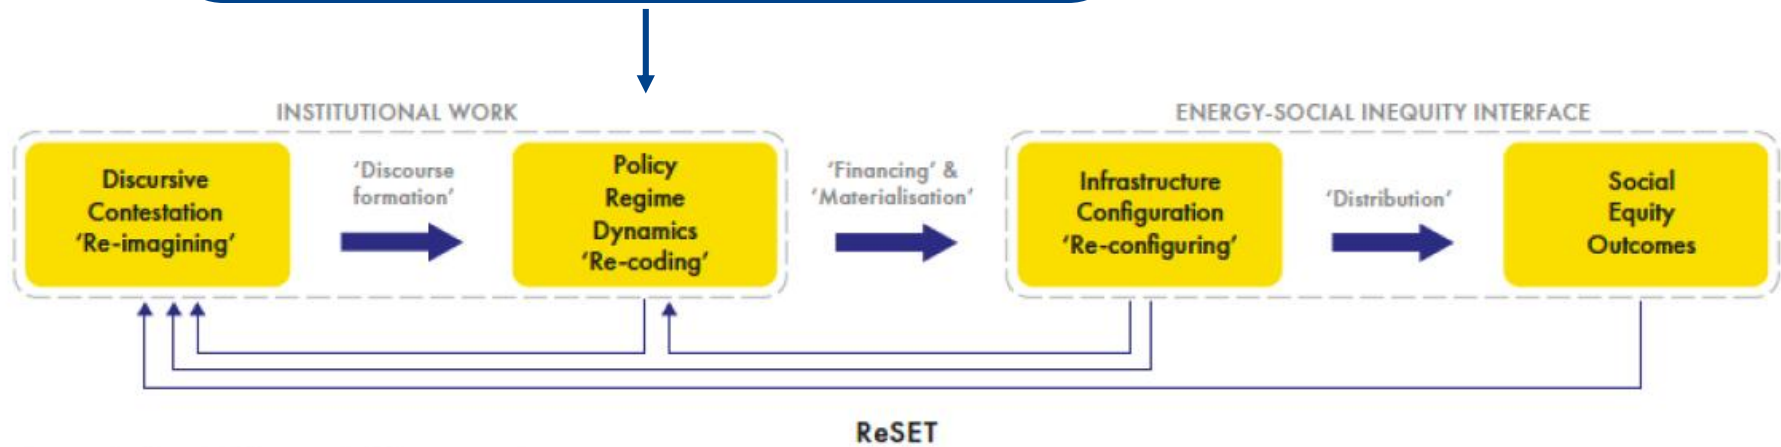 INSTITUTIONAL WORK
ENERGY-SOCIAL INEQUITY INTERFACE
Discursive
Contestation
‘Re-imagining’
‘Discourse
formation’
Policy
Regime
Dynamics
‘Re-coding’
‘Financing’ &
‘Materialisation’
Infrastructure
Configuration
‘Re-configuring’
‘Distribution’
Social
Equity
Outcomes
ReSET